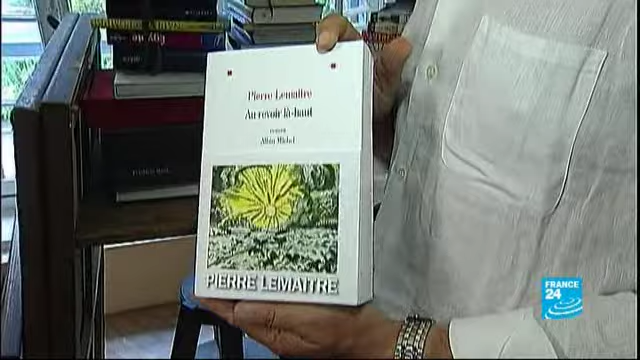 Pierre Lemaitre
Au revoir là-haut
roman
Albin Michel
PIERRE LEMAITRE
FRANCE
24